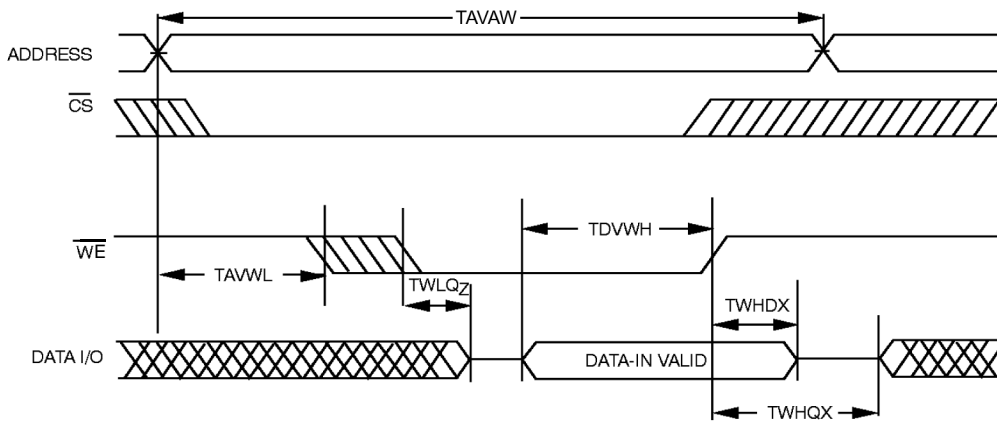 TAVAW
ADDRESS
CS
WE
TDVWH
TAVWL
TWLQZ
TWHDX
DATA I/O
DATA-IN VALID
TWHQX